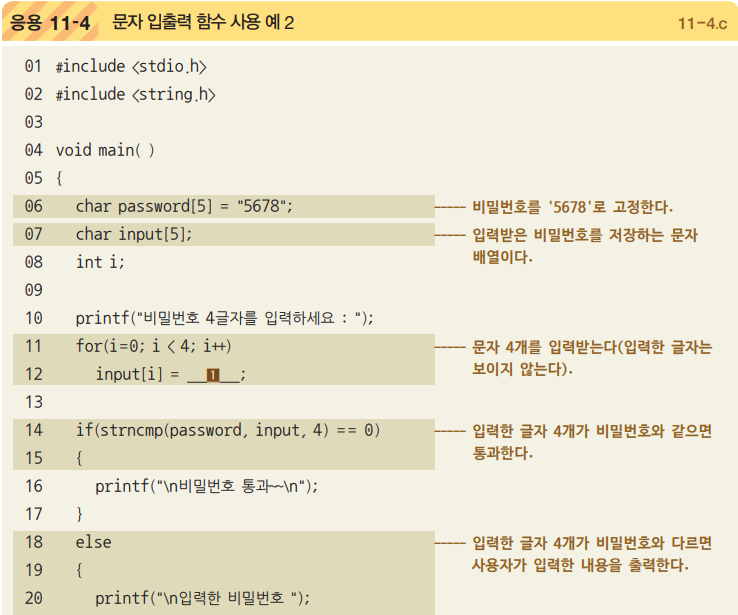 응용 11-4 문자 입출력 함수 사용 예 2 11-4.c
01 #include <stdio.h>
02 #include <string.h>
03
04 void main( )
05 {
06 char password[5] = "5678"; ----- 비밀번호를 '5678'로 고정한다.
07 char input[5]; ----- 입력받은 비밀번호를 저장하는 문자
08 int i; 배열이다.
09
10 printf("비밀번호 4글자를 입력하세요 : ");
11 for(i=0; i < 4; i++) ----- 문자 4개를 입력받는다(입력한 글자는
12 input[i] = __1__; 보이지 않는다).
13
14 if(strncmp(password, input, 4) == 0) ----- 입력한 글자 4개가 비밀번호와 같으면
15 { 통과한다.
16 printf("\n비밀번호 통과~~\n");
17 }
18 else ----- 입력한 글자 4개가 비밀번호와 다르면
19 { 사용자가 입력한 내용을 출력한다.
20 printf("\n입력한 비밀번호 ");